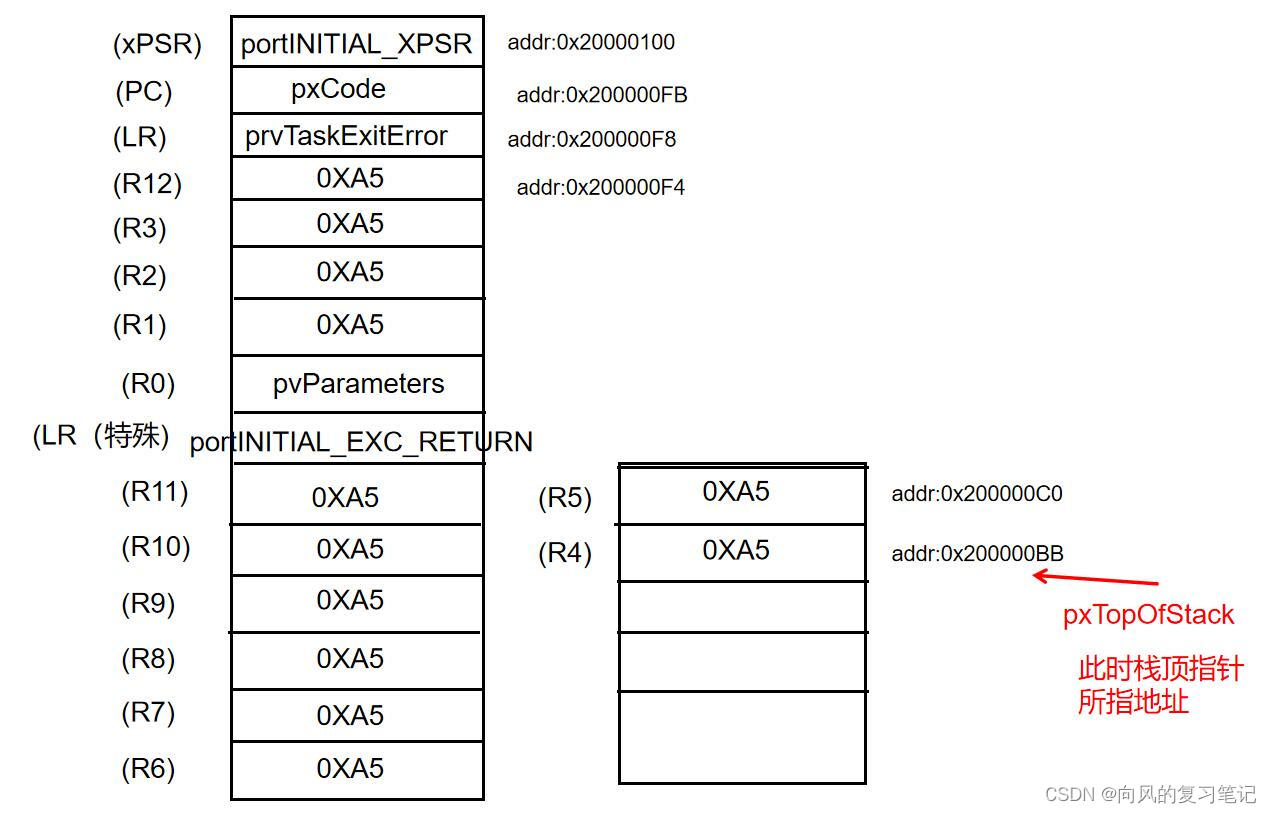 (xPSR) portINITIAL_XPSR addr:0x20000100
(PC) pxCode addr:0x200000FB
(LR) prvTaskExitError addr:0x200000F8
(R12) 0XA5 addr:0x200000F4
(R3) 0XA5
(R2) 0XA5
(R1) 0XA5
(R0) pvParameters
(LR（特殊) portINITIAL_EXC_RETURN
(R11) 0XA5 (R5) 0XA5 addr:0x200000C0
(R10) 0XA5 (R4) 0XA5 addr:0x200000BB
(R9) 0XA5 pxTopOfStack
(R8) 0XA5 此时栈顶指针
所指地址
(R7) 0XA5
(R6) 0XA5
CSDN @向风的复习笔记